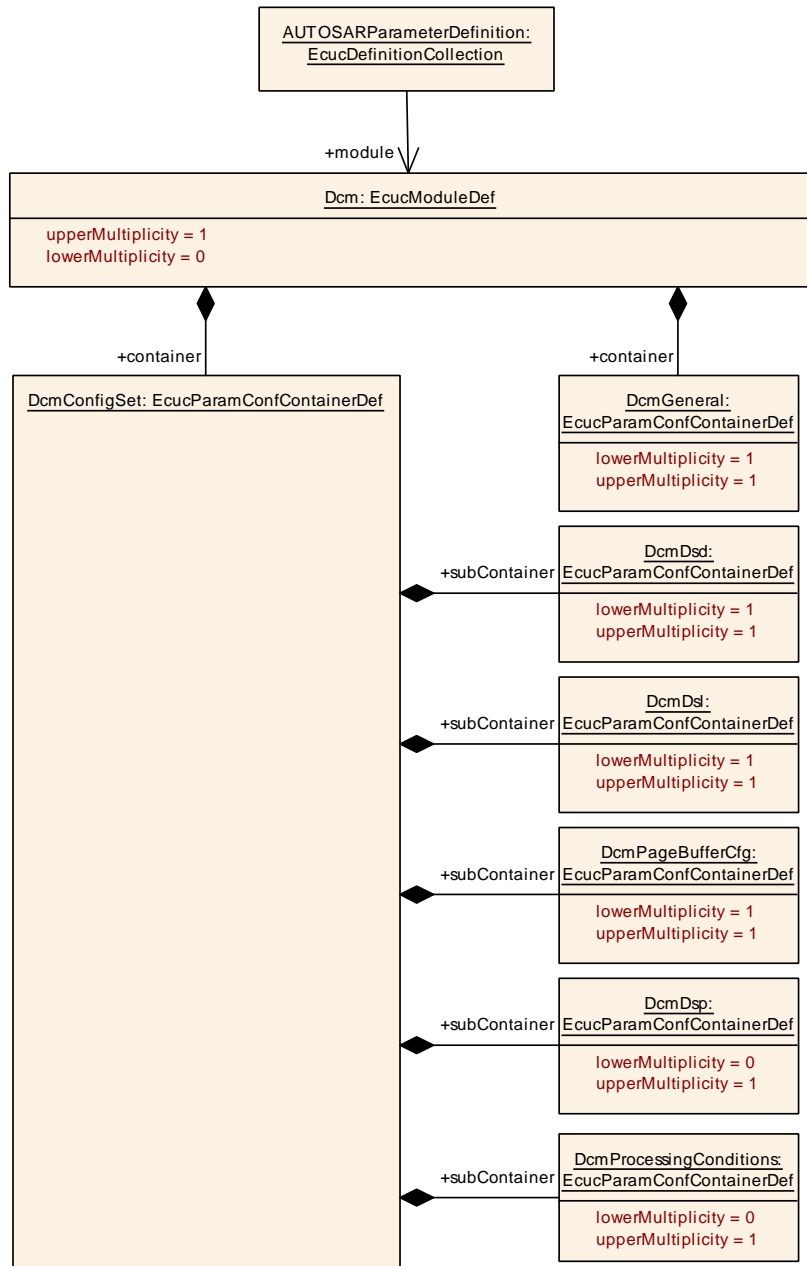 AUTOSARParameterDefinition:
EcucDefinitionCollection
+module
Dcm: EcucModuleDef
upperMultiplicity = 1
lowerMultiplicity = 0
+container
+container
DcmConfigSet: EcucParamConfContainerDef
DcmGeneral:
EcucParamConfContainerDef
lowerMultiplicity = 1
upperMultiplicity = 1
+subContainer
DcmDsd:
EcucParamConfContainerDef
lowerMultiplicity = 1
upperMultiplicity = 1
+subContainer
DcmDsl:
EcucParamConfContainerDef
lowerMultiplicity = 1
upperMultiplicity = 1
+subContainer
DcmPageBufferCfg:
EcucParamConfContainerDef
lowerMultiplicity = 1
upperMultiplicity = 1
+subContainer
DcmDsp:
EcucParamConfContainerDef
lowerMultiplicity = 0
upperMultiplicity = 1
+subContainer
DcmProcessingConditions:
EcucParamConfContainerDef
lowerMultiplicity = 0
upperMultiplicity = 1